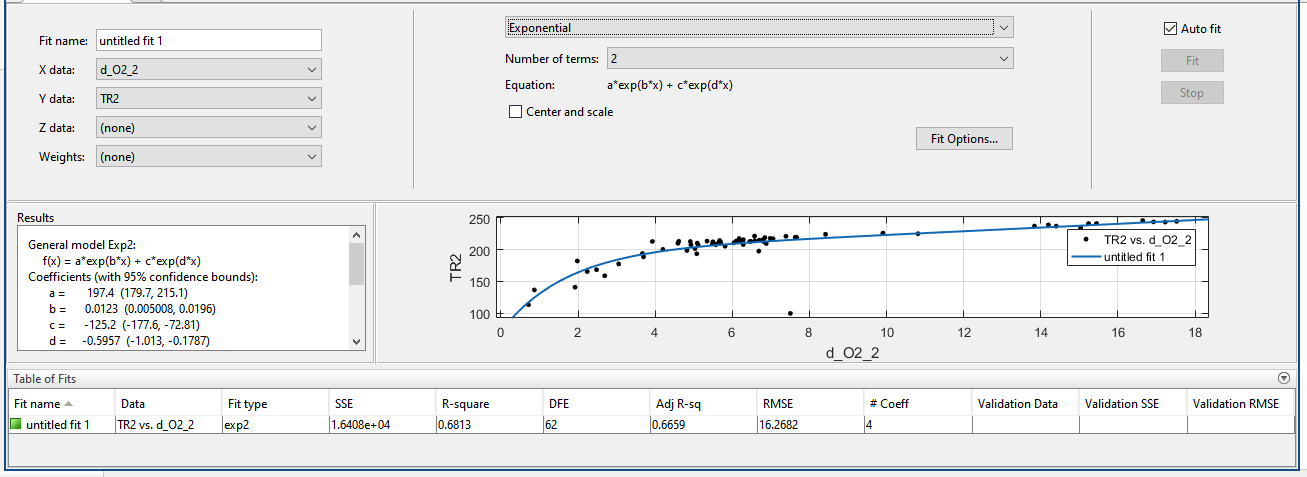 Fit name: untitled fit 1
X data: d_O2_2
Y data: TR2
Z data: (none)
Weights: (none)
Exponential
Number of terms: 2
Equation: a*exp(b*x) + c*exp(d*x)
Center and scale
Fit Options...
Auto fit
Fit
Stop
Results
General model Exp2:
f(x) = a*exp(b*x) + c*exp(d*x)
Coefficients (with 95% confidence bounds):
a = 197.4 (179.7, 215.1)
b = 0.0123 (0.005008, 0.0196)
c = -125.2 (-177.6, -72.81)
d = -0.5957 (-1.013, -0.1787)
250
200
150
100
TR2
0 2 4 6 8 10 12 14 16 18
d_O2_2
TR2 vs. d_O2_2
untitled fit 1
Table of Fits
Fit name Data Fit type SSE R-square DFE Adj R-sq RMSE # Coeff Validation Data Validation SSE Validation RMSE
untitled fit 1 TR2 vs. d_O2_2 exp2 1.6408e+04 0.6813 62 0.6659 16.2682 4